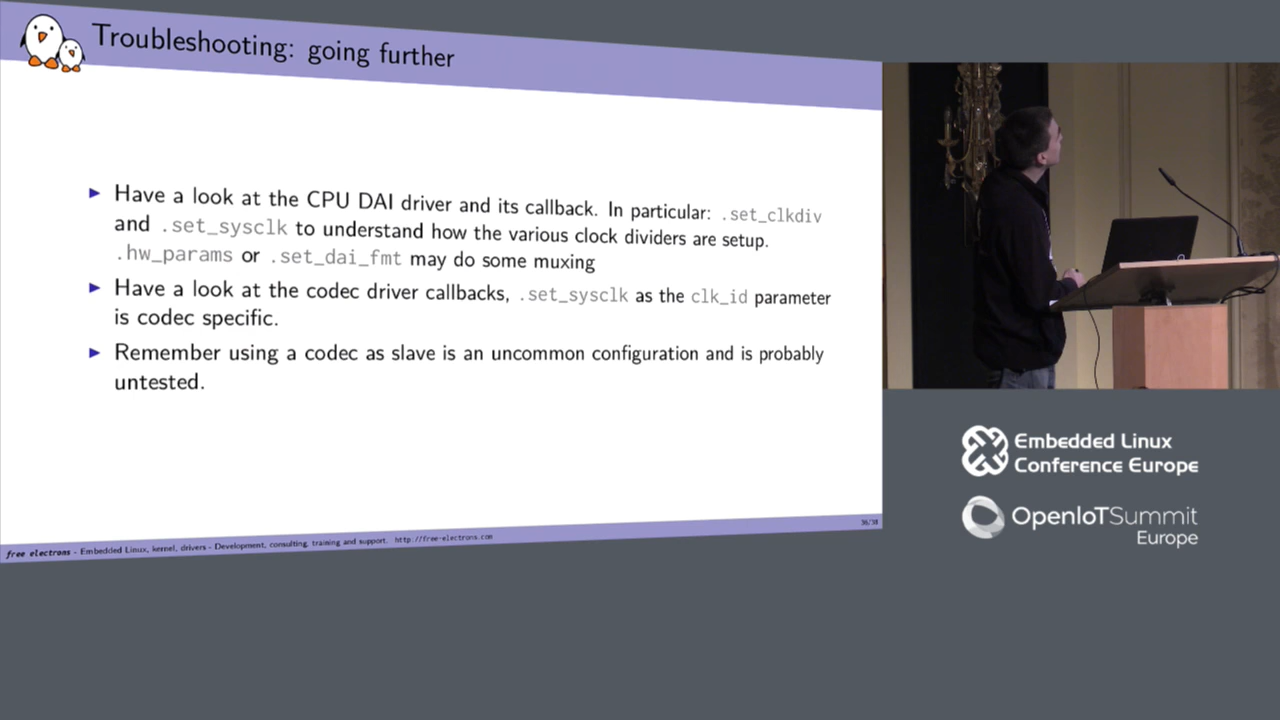 Troubleshooting: going further
Have a look at the CPU DAI driver and its callback. In particular: .set_clkdiv
and .set_sysclk to understand how the various clock dividers are setup.
.hw_params or .set_dai_fmt may do some muxing
Have a look at the codec driver callbacks, .set_sysclk as the clk_id parameter
is codec specific.
Remember using a codec as slave is an uncommon configuration and is probably
untested.
36/38
free electrons - Embedded Linux, kernel, drivers - Development, consulting, training and support. http://free-electrons.com
Embedded Linux
Conference Europe
OpenIoTSummit
Europe